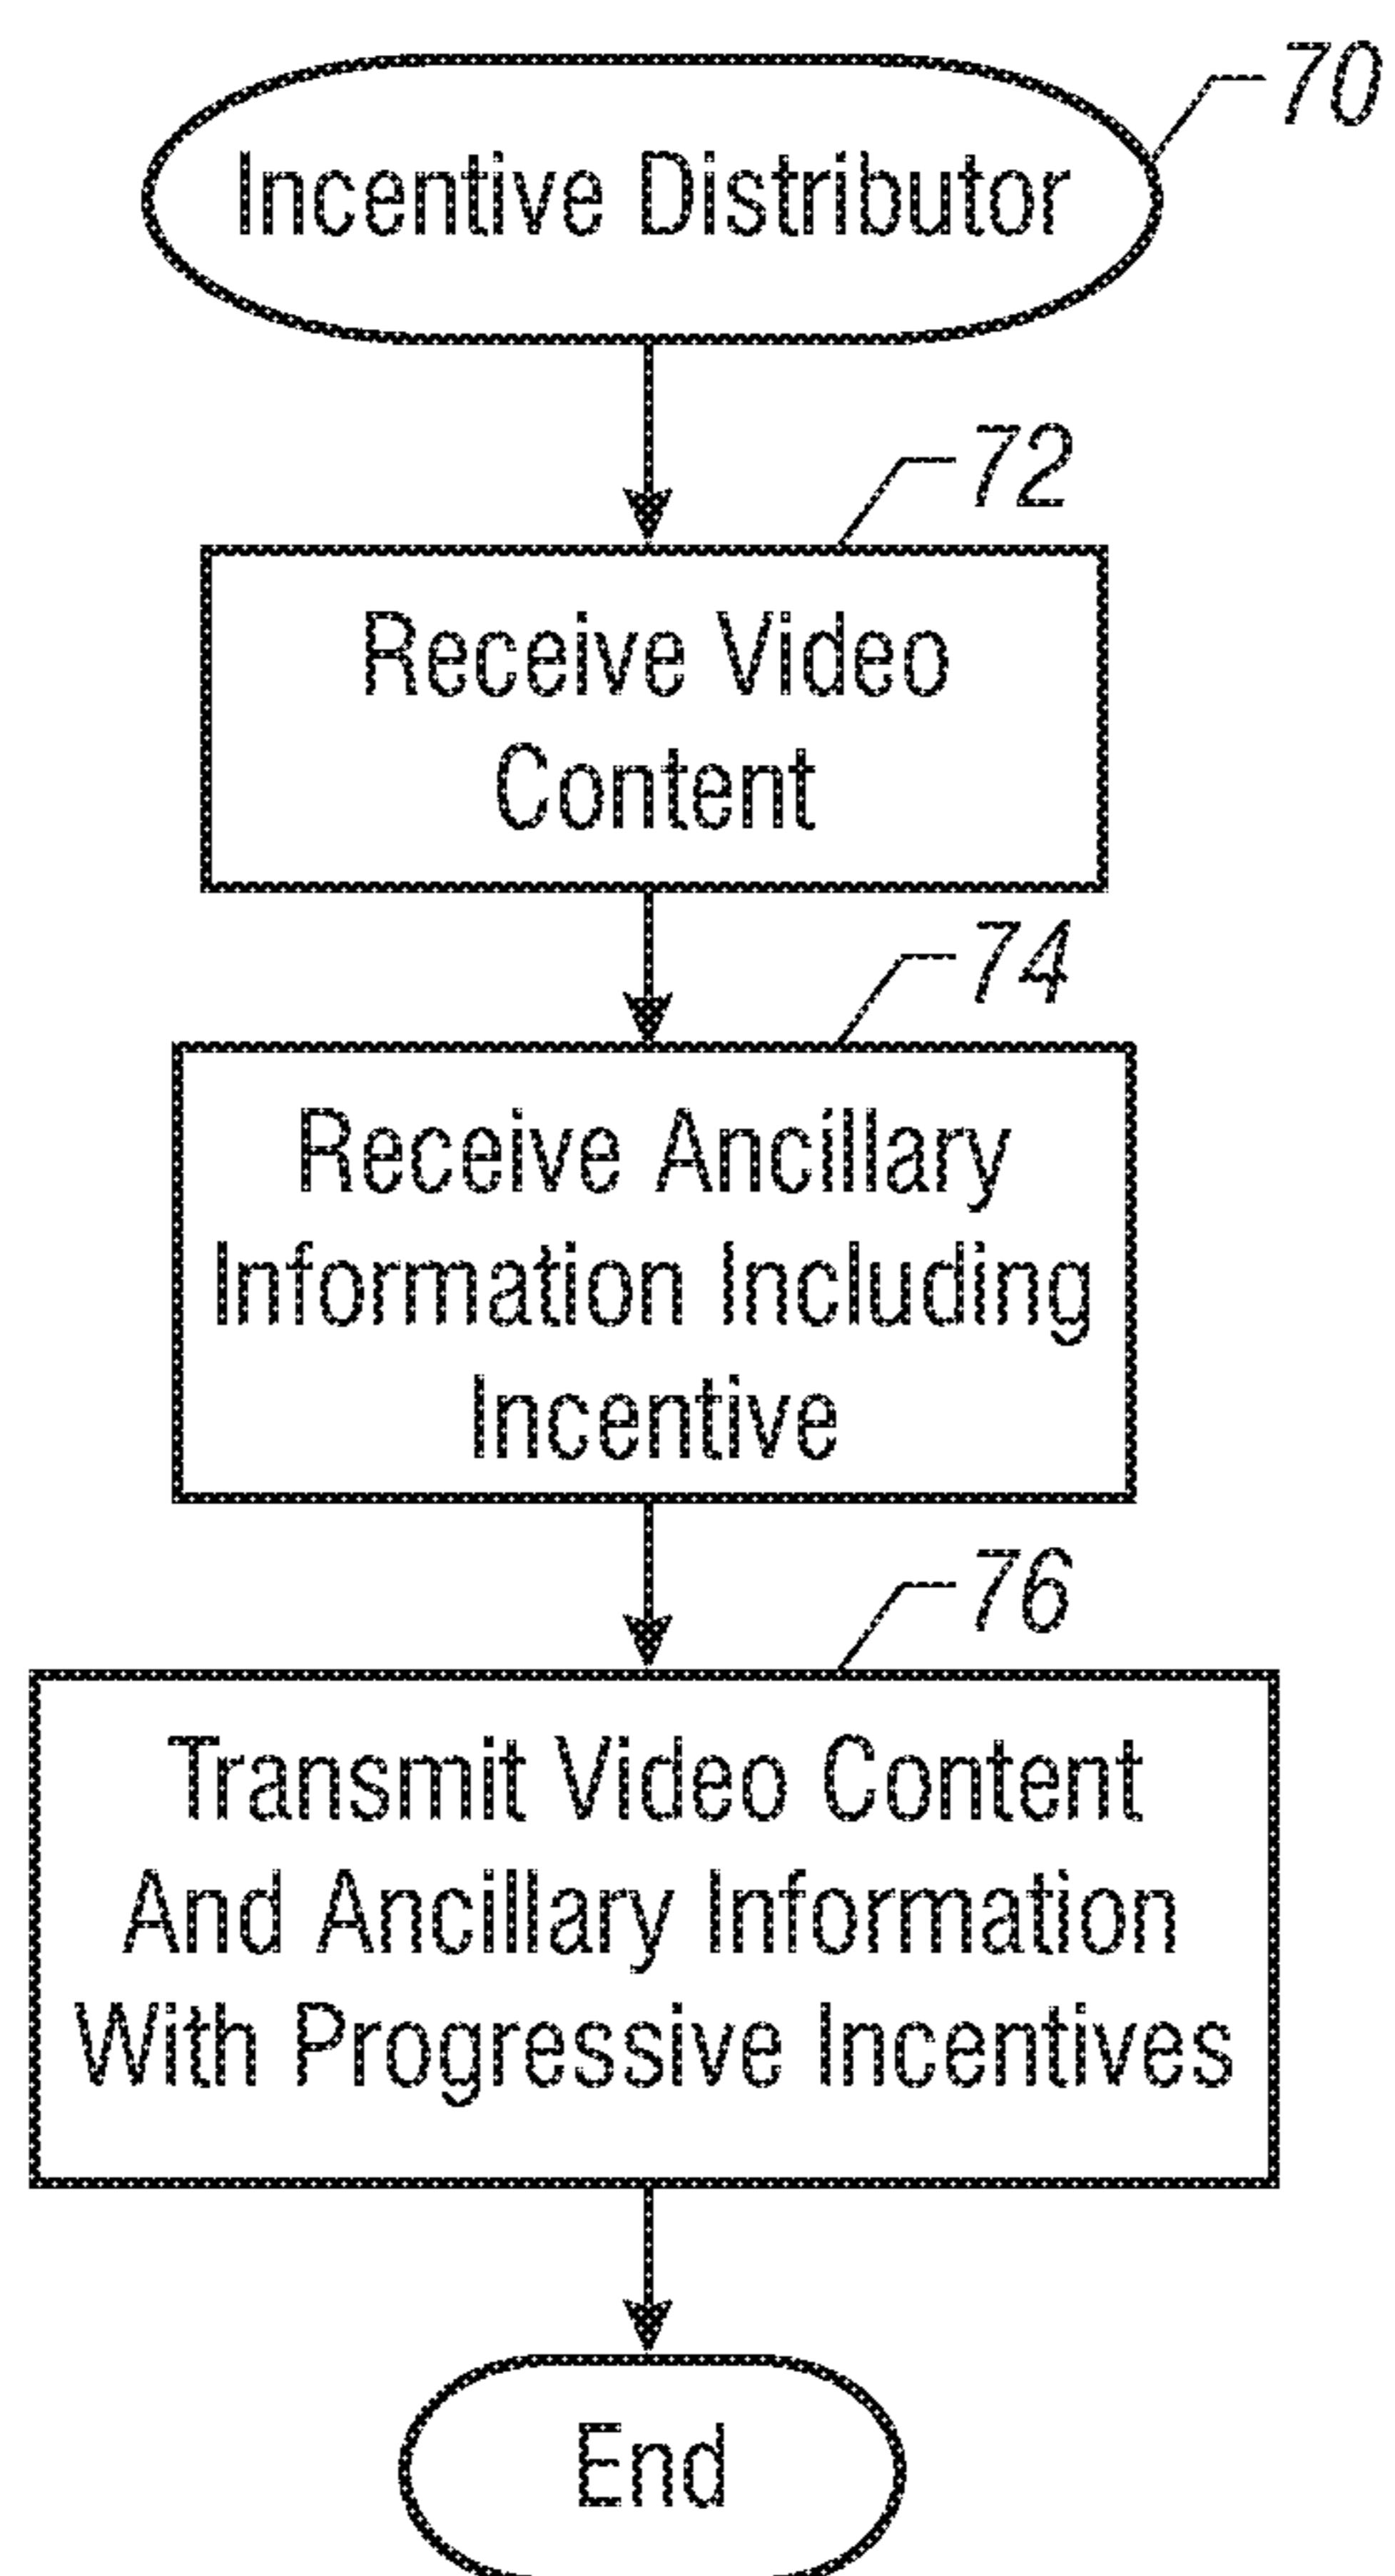 70
Incentive Distributor
72
Receive Video
Content
74
Receive Ancillary
Information Including
Incentive
76
Transmit Video Content
And Ancillary Information
With Progressive Incentives
End